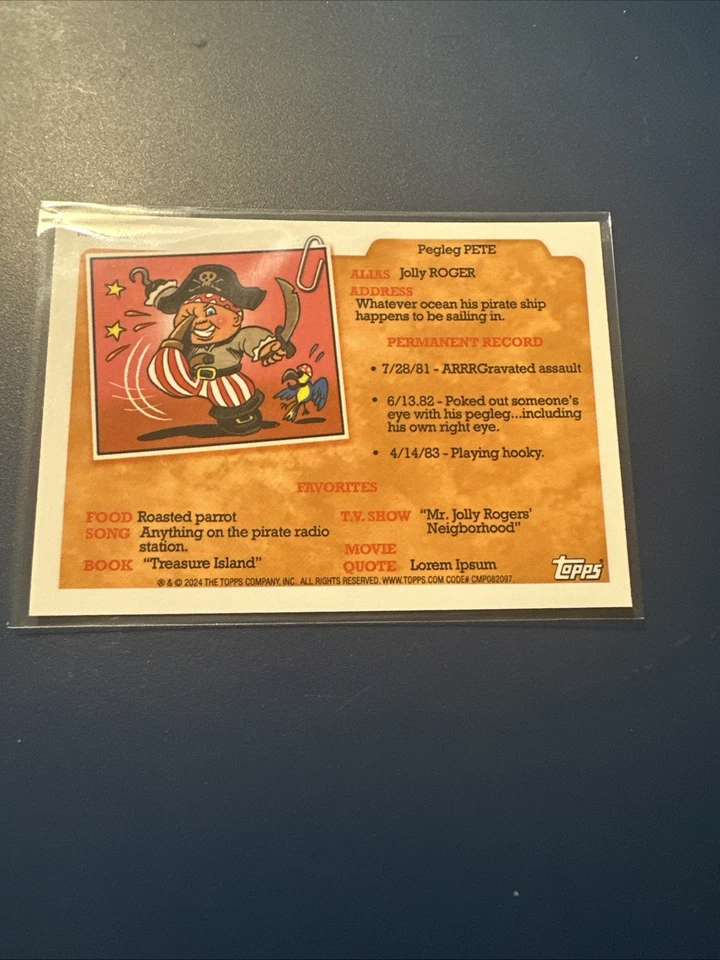 Pegleg PETE
ALIAS Jolly ROGER
ADDRESS
Whatever ocean his pirate ship
happens to be sailing in.
PERMANENT RECORD
• 7/28/81 - ARRRGravated assault
• 6/13.82 - Poked out someone's
eye with his pegleg...including
his own right eye.
• 4/14/83 - Playing hooky.
FAVORITES
FOOD Roasted parrot
SONG Anything on the pirate radio
station.
BOOK "Treasure Island"
T.V. SHOW "Mr. Jolly Rogers'
Neigborhood"
MOVIE
QUOTE Lorem Ipsum
Topps®
® & © 2024 THE TOPPS COMPANY, INC. ALL RIGHTS RESERVED. WWW.TOPPS.COM CODE# CMP082097.